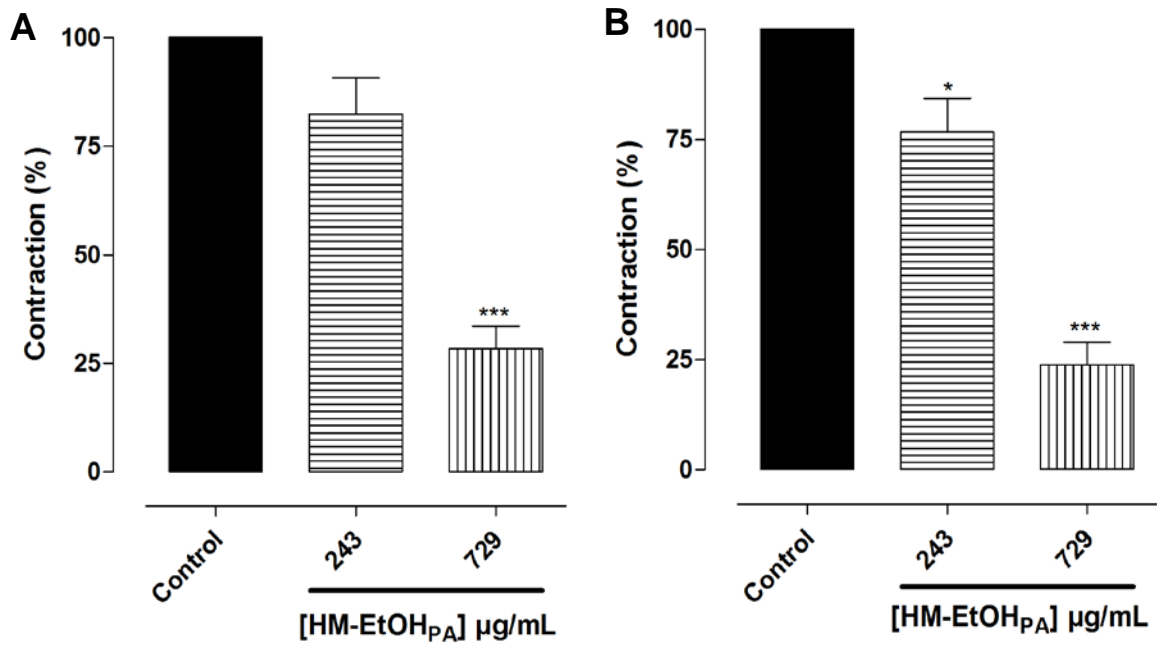 A
Contraction (%)
100
75
50
25
0
***
Control
243
729
[HM-EtOHPA] µg/mL
B
Contraction (%)
100
75
50
25
0
*
***
Control
243
729
[HM-EtOHPA] µg/mL